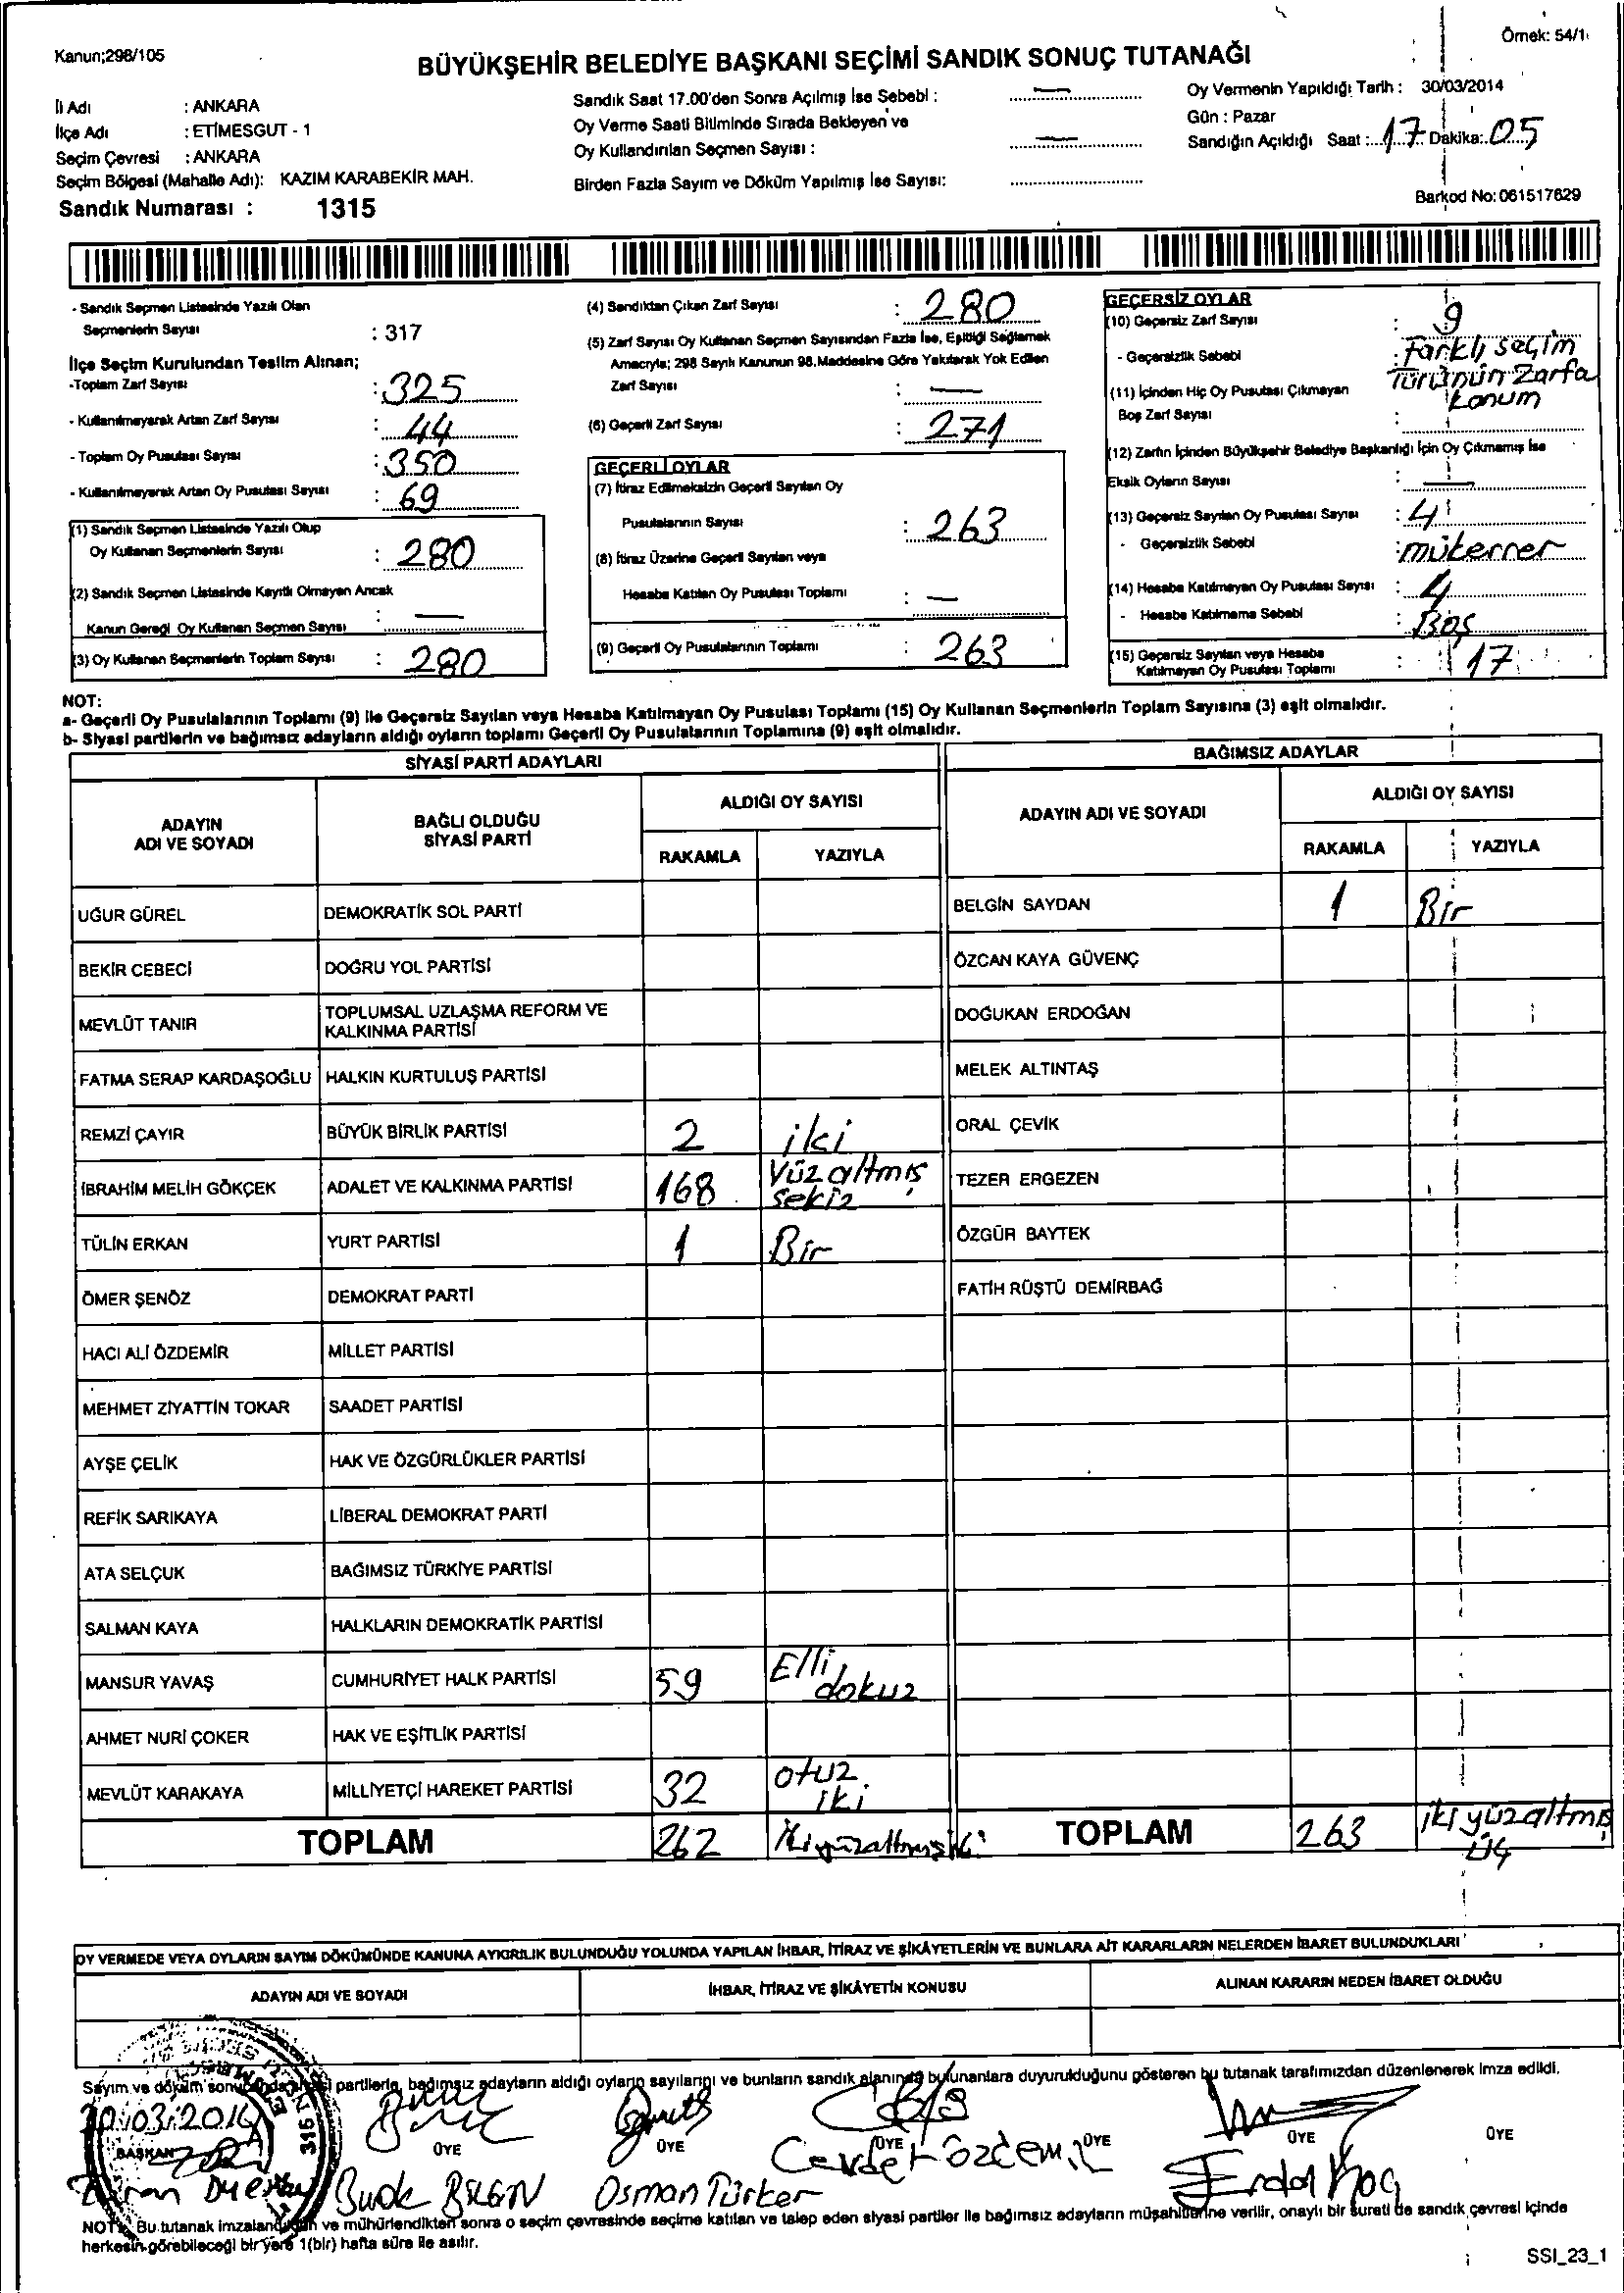 Kanun;298/105
Örnek: 54/1
BÜYÜKŞEHİR BELEDİYE BAŞKANI SEÇİMİ SANDIK SONUÇ TUTANAĞI
İl Adı : ANKARA
İlçe Adı : ETİMESGUT - 1
Seçim Çevresi : ANKARA
Seçim Bölgesi (Mahalle Adı): KAZIM KARABEKİR MAH.
Sandık Numarası : 1315
Sandık Saat 17.00'den Sonra Açılmış İse Sebebi : —
Oy Verme Saati Bitiminde Sırada Bekleyen ve
Oy Kullandırılan Seçmen Sayısı : —
Birden Fazla Sayım ve Döküm Yapılmış İse Sayısı:
Oy Vermenin Yapıldığı Tarih : 30/03/2014
Gün : Pazar
Sandığın Açıldığı Saat : 17 Dakika: 05
Barkod No: 061517629
- Sandık Seçmen Listesinde Yazılı Olan
Seçmenlerin Sayısı : 317
İlçe Seçim Kurulundan Teslim Alınan;
-Toplam Zarf Sayısı : 325
- Kullanılmayarak Artan Zarf Sayısı : 44
- Toplam Oy Pusulası Sayısı : 350
- Kullanılmayarak Artan Oy Pusulası Sayısı : 69
(1) Sandık Seçmen Listesinde Yazılı Olup
Oy Kullanan Seçmenlerin Sayısı : 280
(2) Sandık Seçmen Listesinde Kayıtlı Olmayan Ancak
Kanun Gereği Oy Kullanan Seçmen Sayısı : —
(3) Oy Kullanan Seçmenlerin Toplam Sayısı : 280
(4) Sandıktan Çıkan Zarf Sayısı : 280
(5) Zarf Sayısı Oy Kullanan Seçmen Sayısından Fazla İse, Eşitliği Sağlamak
Amacıyla; 298 Sayılı Kanunun 98.Maddesine Göre Yakılarak Yok Edilen
Zarf Sayısı : —
(6) Geçerli Zarf Sayısı : 271
GEÇERLİ OYLAR
(7) İtiraz Edilmeksizin Geçerli Sayılan Oy
Pusulalarının Sayısı : 263
(8) İtiraz Üzerine Geçerli Sayılan veya
Hesaba Katılan Oy Pusulası Toplamı : —
(9) Geçerli Oy Pusulalarının Toplamı : 263
GEÇERSİZ OYLAR
(10) Geçersiz Zarf Sayısı : 9
- Geçersizlik Sebebi : Farklı seçim
Türünün Zarfa
konum
(11) İçinden Hiç Oy Pusulası Çıkmayan
Boş Zarf Sayısı :
(12) Zarfın İçinden Büyükşehir Belediye Başkanlığı İçin Oy Çıkmamış İse
Eksik Oyların Sayısı : —
(13) Geçersiz Sayılan Oy Pusulası Sayısı : 4
- Geçersizlik Sebebi : mükerrer
(14) Hesaba Katılmayan Oy Pusulası Sayısı : 4
- Hesaba Katılmama Sebebi : Boş
(15) Geçersiz Sayılan veya Hesaba
Katılmayan Oy Pusulası Toplamı : 17
NOT:
a- Geçerli Oy Pusulalarının Toplamı (9) ile Geçersiz Sayılan veya Hesaba Katılmayan Oy Pusulası Toplamı (15) Oy Kullanan Seçmenlerin Toplam Sayısına (3) eşit olmalıdır.
b- Siyasi partilerin ve bağımsız adayların aldığı oyların toplamı Geçerli Oy Pusulalarının Toplamına (9) eşit olmalıdır.
SİYASİ PARTİ ADAYLARI
BAĞIMSIZ ADAYLAR
ADAYIN
ADI VE SOYADI
BAĞLI OLDUĞU
SİYASİ PARTİ
ALDIĞI OY SAYISI
RAKAMLA YAZIYLA
ADAYIN ADI VE SOYADI
ALDIĞI OY SAYISI
RAKAMLA YAZIYLA
UĞUR GÜREL DEMOKRATİK SOL PARTİ BELGİN SAYDAN 1 Bir
BEKİR CEBECİ DOĞRU YOL PARTİSİ ÖZCAN KAYA GÜVENÇ
MEVLÜT TANIR TOPLUMSAL UZLAŞMA REFORM VE
KALKINMA PARTİSİ DOĞUKAN ERDOĞAN
FATMA SERAP KARDAŞOĞLU HALKIN KURTULUŞ PARTİSİ MELEK ALTINTAŞ
REMZİ ÇAYIR BÜYÜK BİRLİK PARTİSİ 2 iki ORAL ÇEVİK
İBRAHİM MELİH GÖKÇEK ADALET VE KALKINMA PARTİSİ 168 Yüz altmış
sekiz TEZER ERGEZEN
TÜLİN ERKAN YURT PARTİSİ 1 Bir ÖZGÜR BAYTEK
ÖMER ŞENÖZ DEMOKRAT PARTİ FATİH RÜŞTÜ DEMİRBAĞ
HACI ALİ ÖZDEMİR MİLLET PARTİSİ
MEHMET ZİYATTİN TOKAR SAADET PARTİSİ
AYŞE ÇELİK HAK VE ÖZGÜRLÜKLER PARTİSİ
REFİK SARIKAYA LİBERAL DEMOKRAT PARTİ
ATA SELÇUK BAĞIMSIZ TÜRKİYE PARTİSİ
SALMAN KAYA HALKLARIN DEMOKRATİK PARTİSİ
MANSUR YAVAŞ CUMHURİYET HALK PARTİSİ 59 Elli
dokuz
AHMET NURİ ÇOKER HAK VE EŞİTLİK PARTİSİ
MEVLÜT KARAKAYA MİLLİYETÇİ HAREKET PARTİSİ 32 otuz
iki
TOPLAM 262 İkiyüzaltmışiki TOPLAM 263 ikiyüzaltmış
üç
OY VERMEDE VEYA OYLARIN SAYIM DÖKÜMÜNDE KANUNA AYKIRILIK BULUNDUĞU YOLUNDA YAPILAN İHBAR, İTİRAZ VE ŞİKÂYETLERİN VE BUNLARA AİT KARARLARIN NELERDEN İBARET BULUNDUKLARI
ADAYIN ADI VE SOYADI İHBAR, İTİRAZ VE ŞİKÂYETİN KONUSU ALINAN KARARIN NEDEN İBARET OLDUĞU
Sayım ve döküm sonucunda siyasi partilerle, bağımsız adayların aldığı oyların sayılarını ve bunların sandık alanında bulunanlara duyurulduğunu gösteren bu tutanak tarafımızdan düzenlenerek imza edildi.
30.03.2014
BAŞKAN ÜYE ÜYE ÜYE ÜYE ÜYE ÜYE
Burak BİLGİN Osman Türker Cevdet Özdemir Erdal Koç
NOT: Bu tutanak imzalandıktan ve mühürlendikten sonra o seçim çevresinde seçime katılan ve talep eden siyasi partiler ile bağımsız adayların müşahitlerine verilir, onaylı bir sureti de sandık çevresi içinde
herkesin görebileceği bir yere 1(bir) hafta süre ile asılır.
SSI_23_1